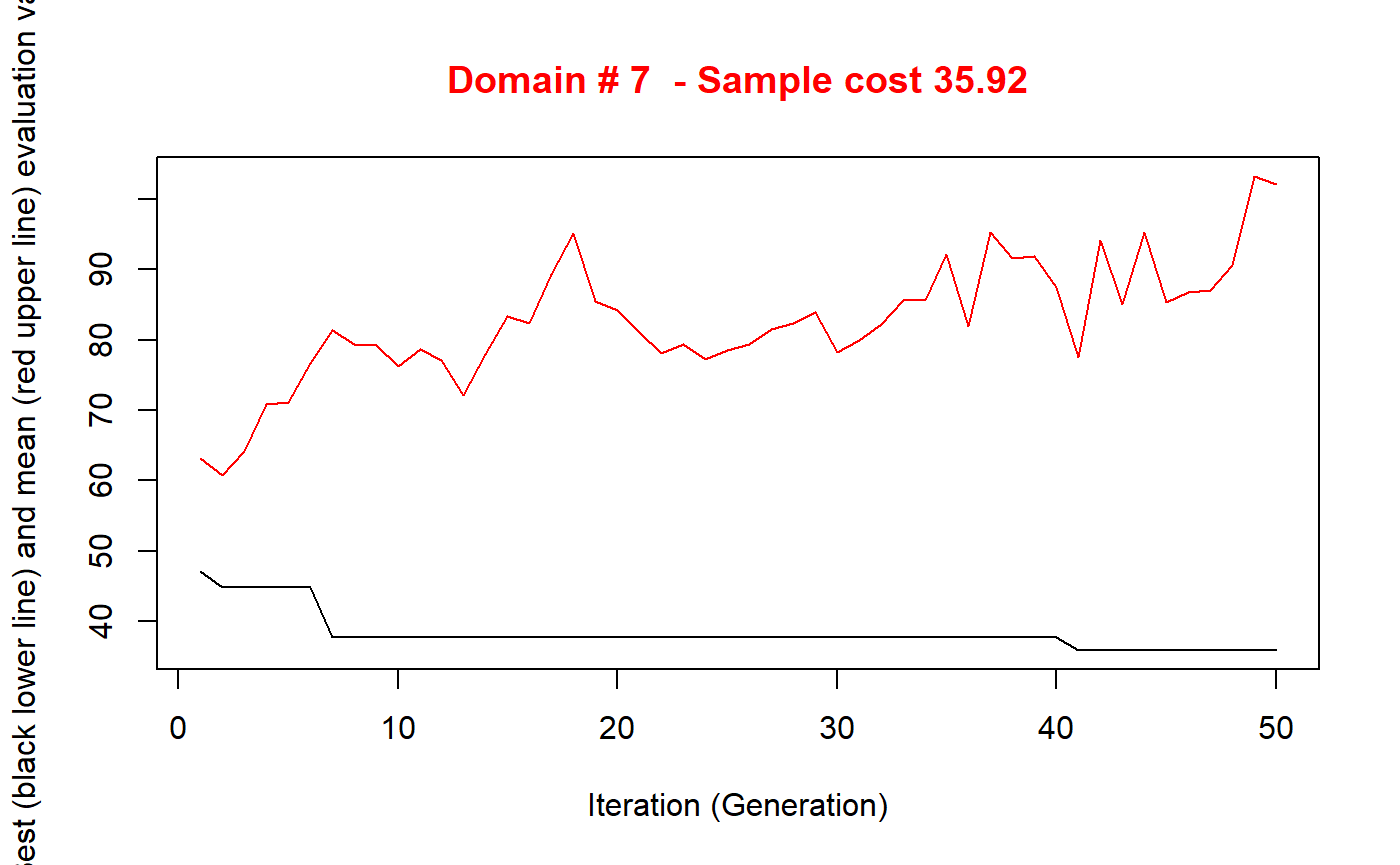 Domain # 7  - Sample cost 35.92
(black lower line) and mean (red upper line) evaluation
90
80
70
60
50
40
0 10 20 30 40 50
Iteration (Generation)